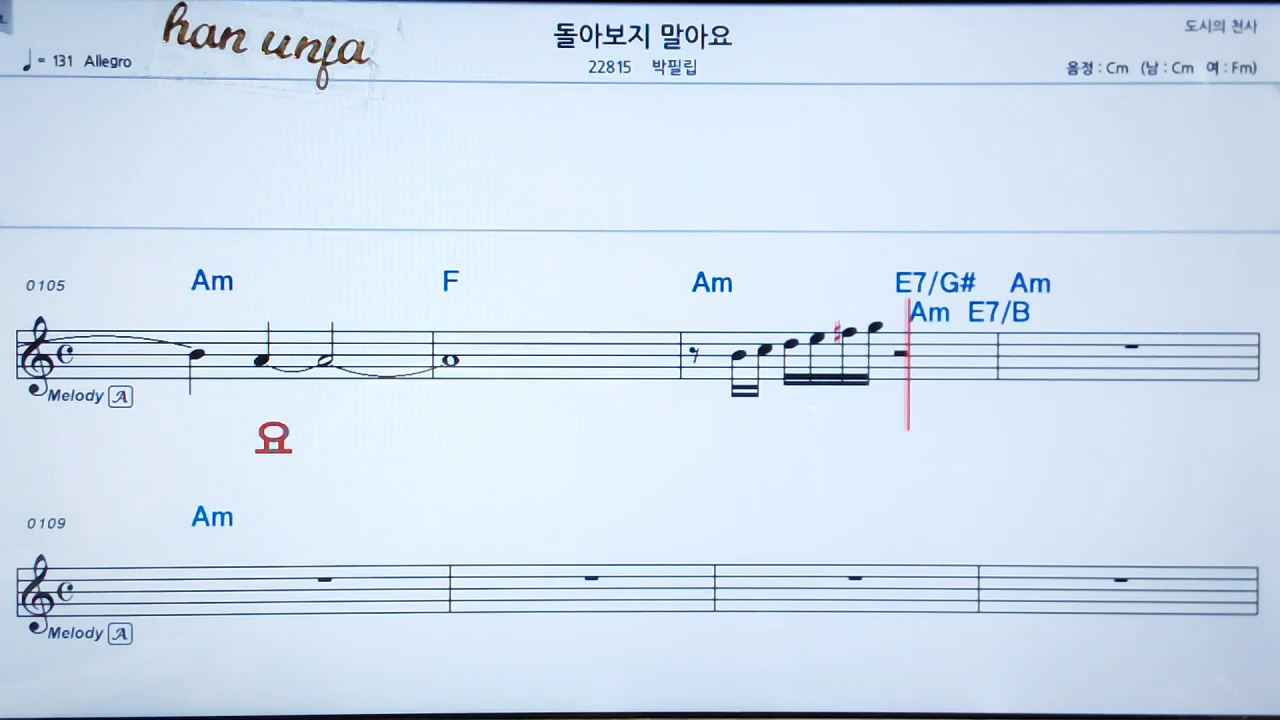 han unja
돌아보지 말아요
도시의 천사
♩= 131 Allegro
22815 박필립
음정 : Cm (남 : Cm 여 : Fm)
0105 Am F Am E7/G# Am
Am E7/B
Melody A
요
0109 Am
Melody A